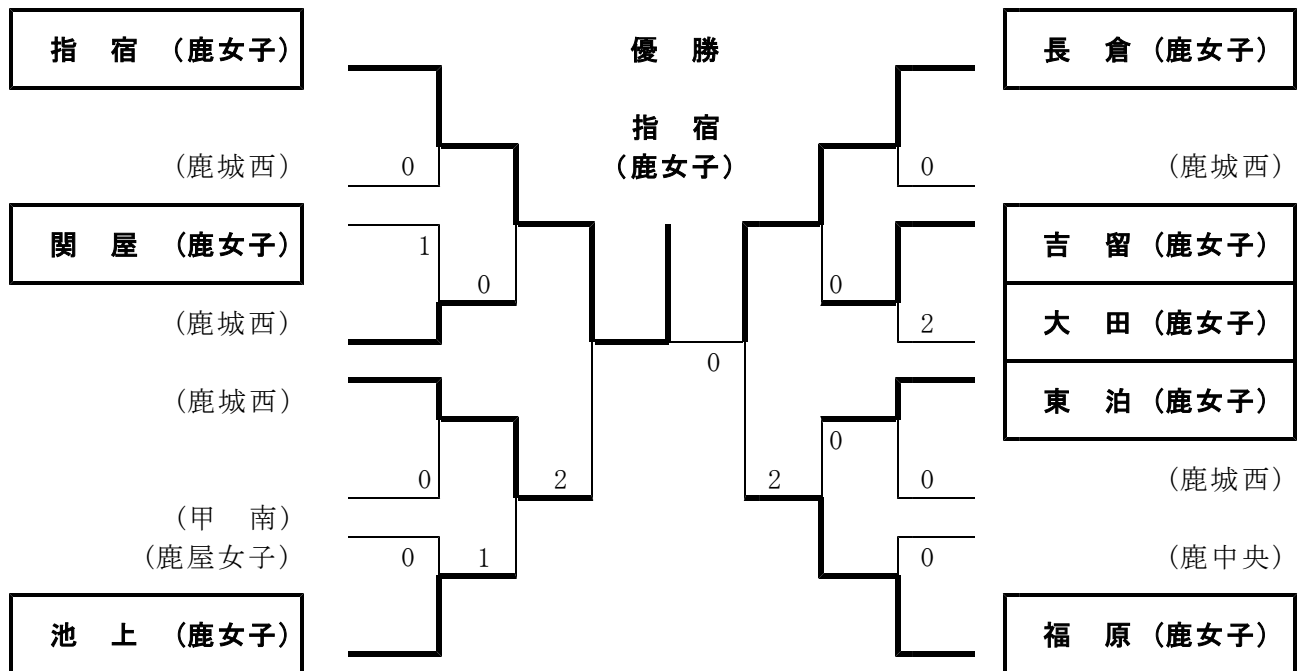 指 宿 (鹿女子)
優 勝
長 倉 (鹿女子)
指 宿
(鹿女子)
(鹿城西)
0
0
(鹿城西)
関 屋 (鹿女子)
1
吉 留 (鹿女子)
0
0
(鹿城西)
2
大 田 (鹿女子)
0
(鹿城西)
東 泊 (鹿女子)
0
0
2
2
0
(鹿城西)
(甲 南)
(鹿屋女子)
0
1
0
(鹿中央)
池 上 (鹿女子)
福 原 (鹿女子)